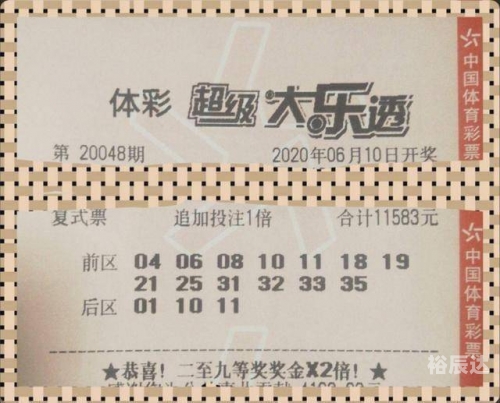 体彩 超级大乐透
第 20048期 2020年06月10日开奖
中国体育彩票
复式票 追加投注1倍 合计11583元
前区 04 06 08 10 11 18 19
21 25 31 32 33 35
后区 01 10 11
★恭喜!二至九等奖奖金X2倍!★
中国体育彩票
裕辰达